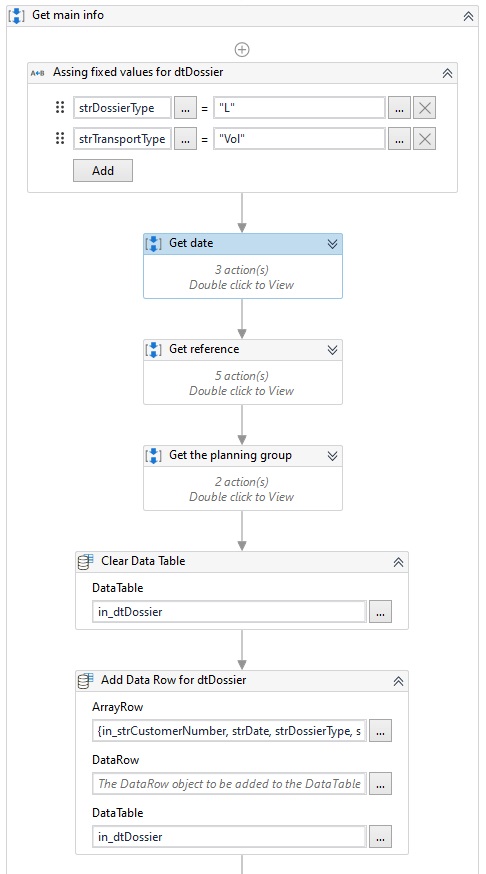 Get main info
A+B Assing fixed values for dtDossier
strDossierType ... = "L" ...
strTransportType ... = "Vol" ...
Add
Get date
3 action(s)
Double click to View
Get reference
5 action(s)
Double click to View
Get the planning group
2 action(s)
Double click to View
Clear Data Table
DataTable
in_dtDossier ...
Add Data Row for dtDossier
ArrayRow
{in_strCustomerNumber, strDate, strDossierType, s ...
DataRow
The DataRow object to be added to the DataTable ...
DataTable
in_dtDossier ...